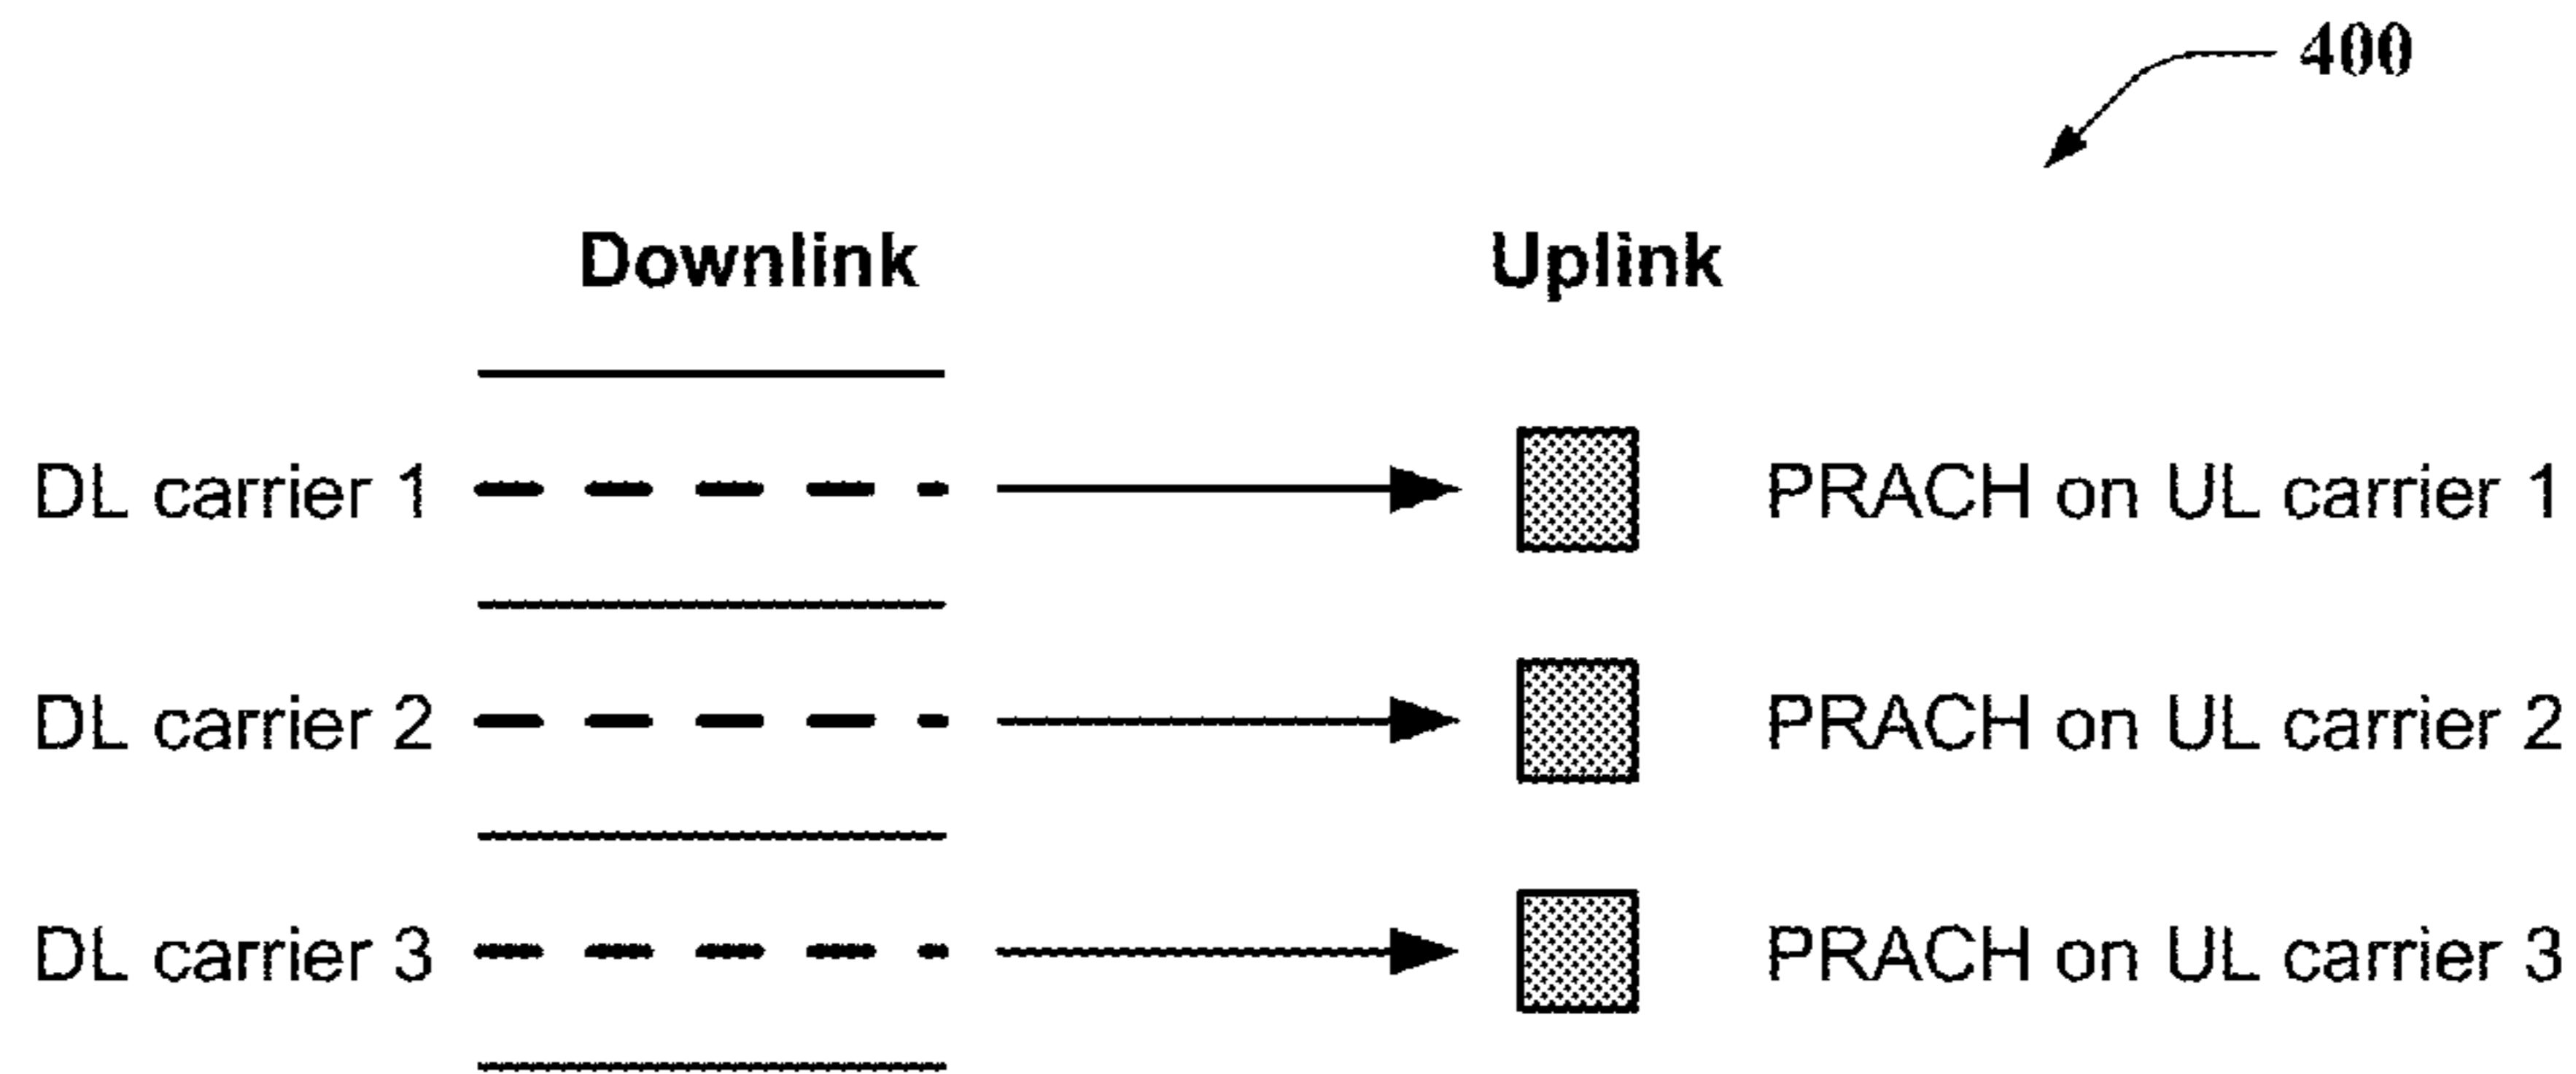 400
Downlink Uplink
DL carrier 1 PRACH on UL carrier 1
DL carrier 2 PRACH on UL carrier 2
DL carrier 3 PRACH on UL carrier 3